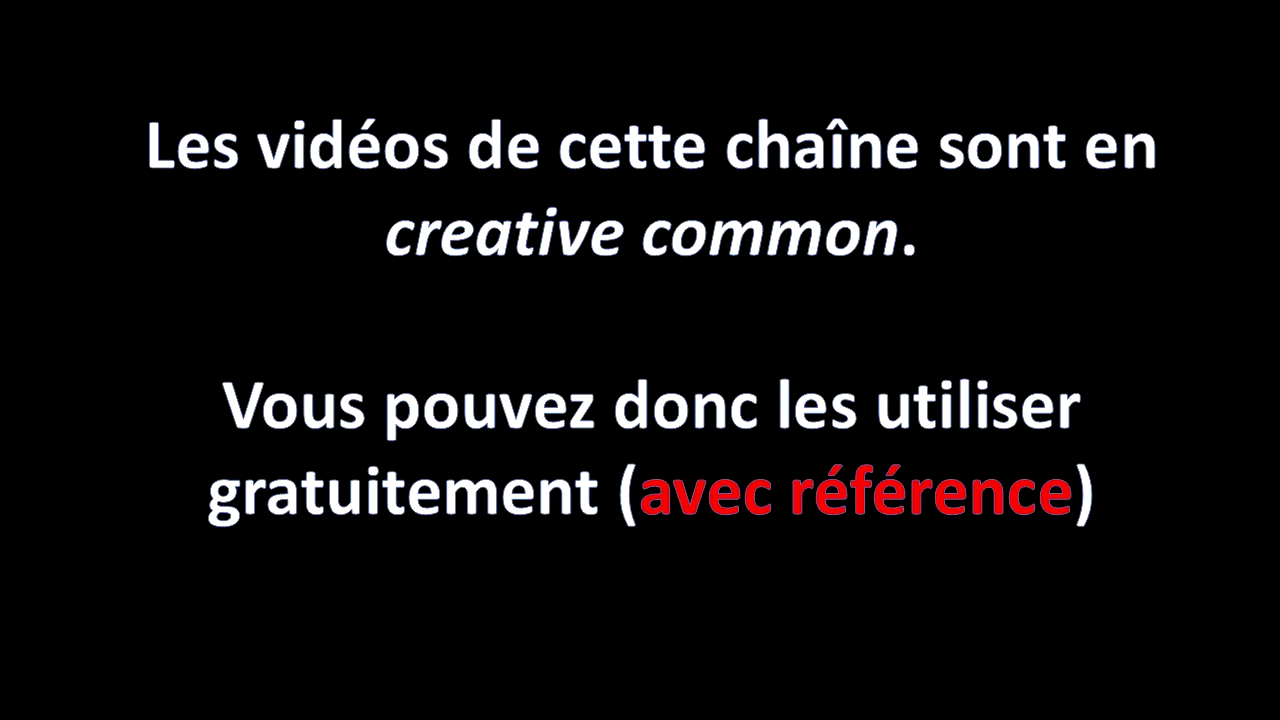 Les vidéos de cette chaîne sont en
creative common.
Vous pouvez donc les utiliser
gratuitement (avec référence)